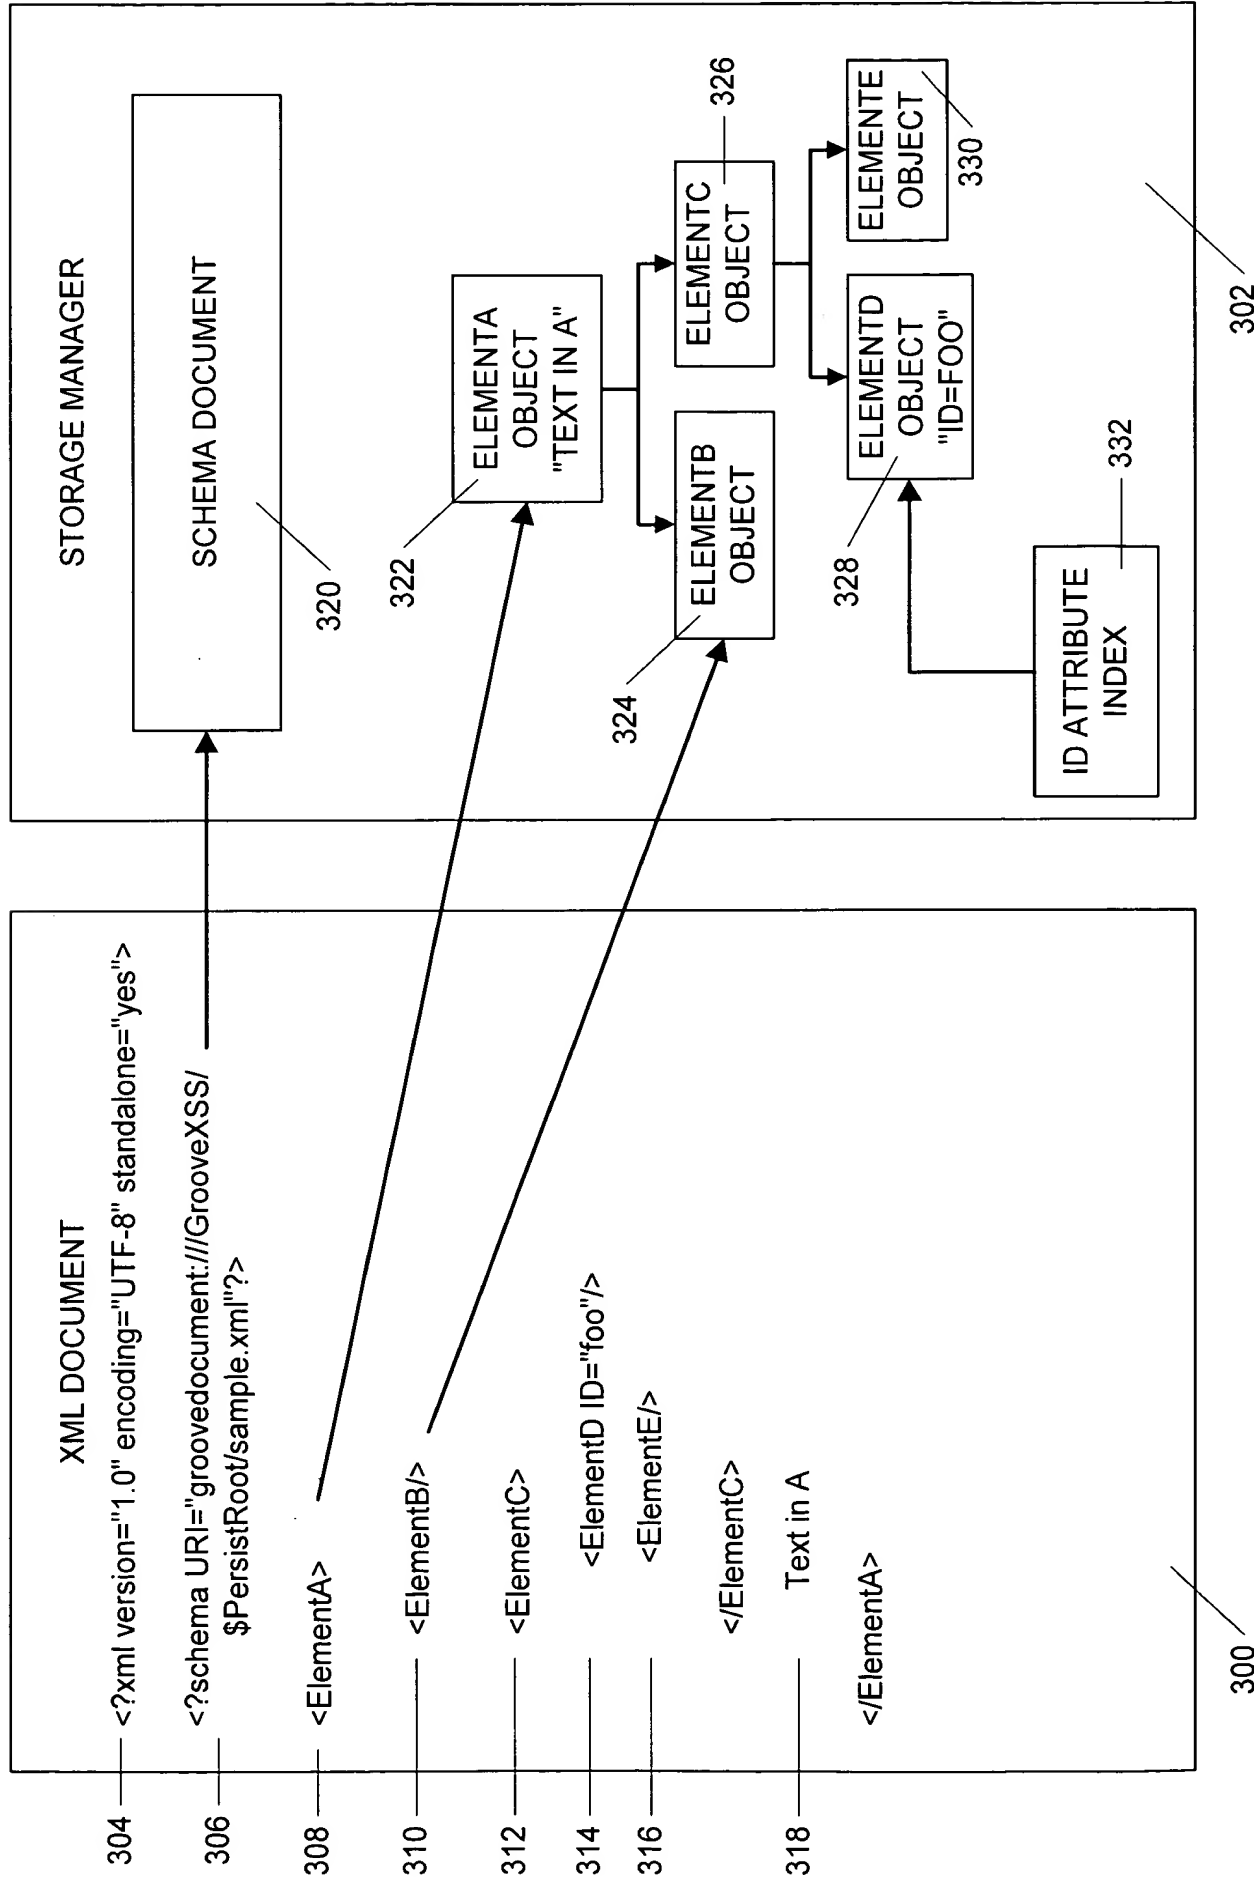 XML DOCUMENT
304
<?xml version="1.0" encoding="UTF-8" standalone="yes">
306
<?schema URI="groovedocument:///GrooveXSS/
$PersistRoot/sample.xml"?>
308
<ElementA>
310
<ElementB/>
312
<ElementC>
314
<ElementD ID="foo"/>
316
<ElementE/>
</ElementC>
318
Text in A
</ElementA>
300
STORAGE MANAGER
SCHEMA DOCUMENT
320
322
ELEMENTA
OBJECT
"TEXT IN A"
324
ELEMENTB
OBJECT
ELEMENTC
OBJECT
326
328
ELEMENTD
OBJECT
"ID=FOO"
ELEMENTE
OBJECT
330
ID ATTRIBUTE
INDEX
332
302